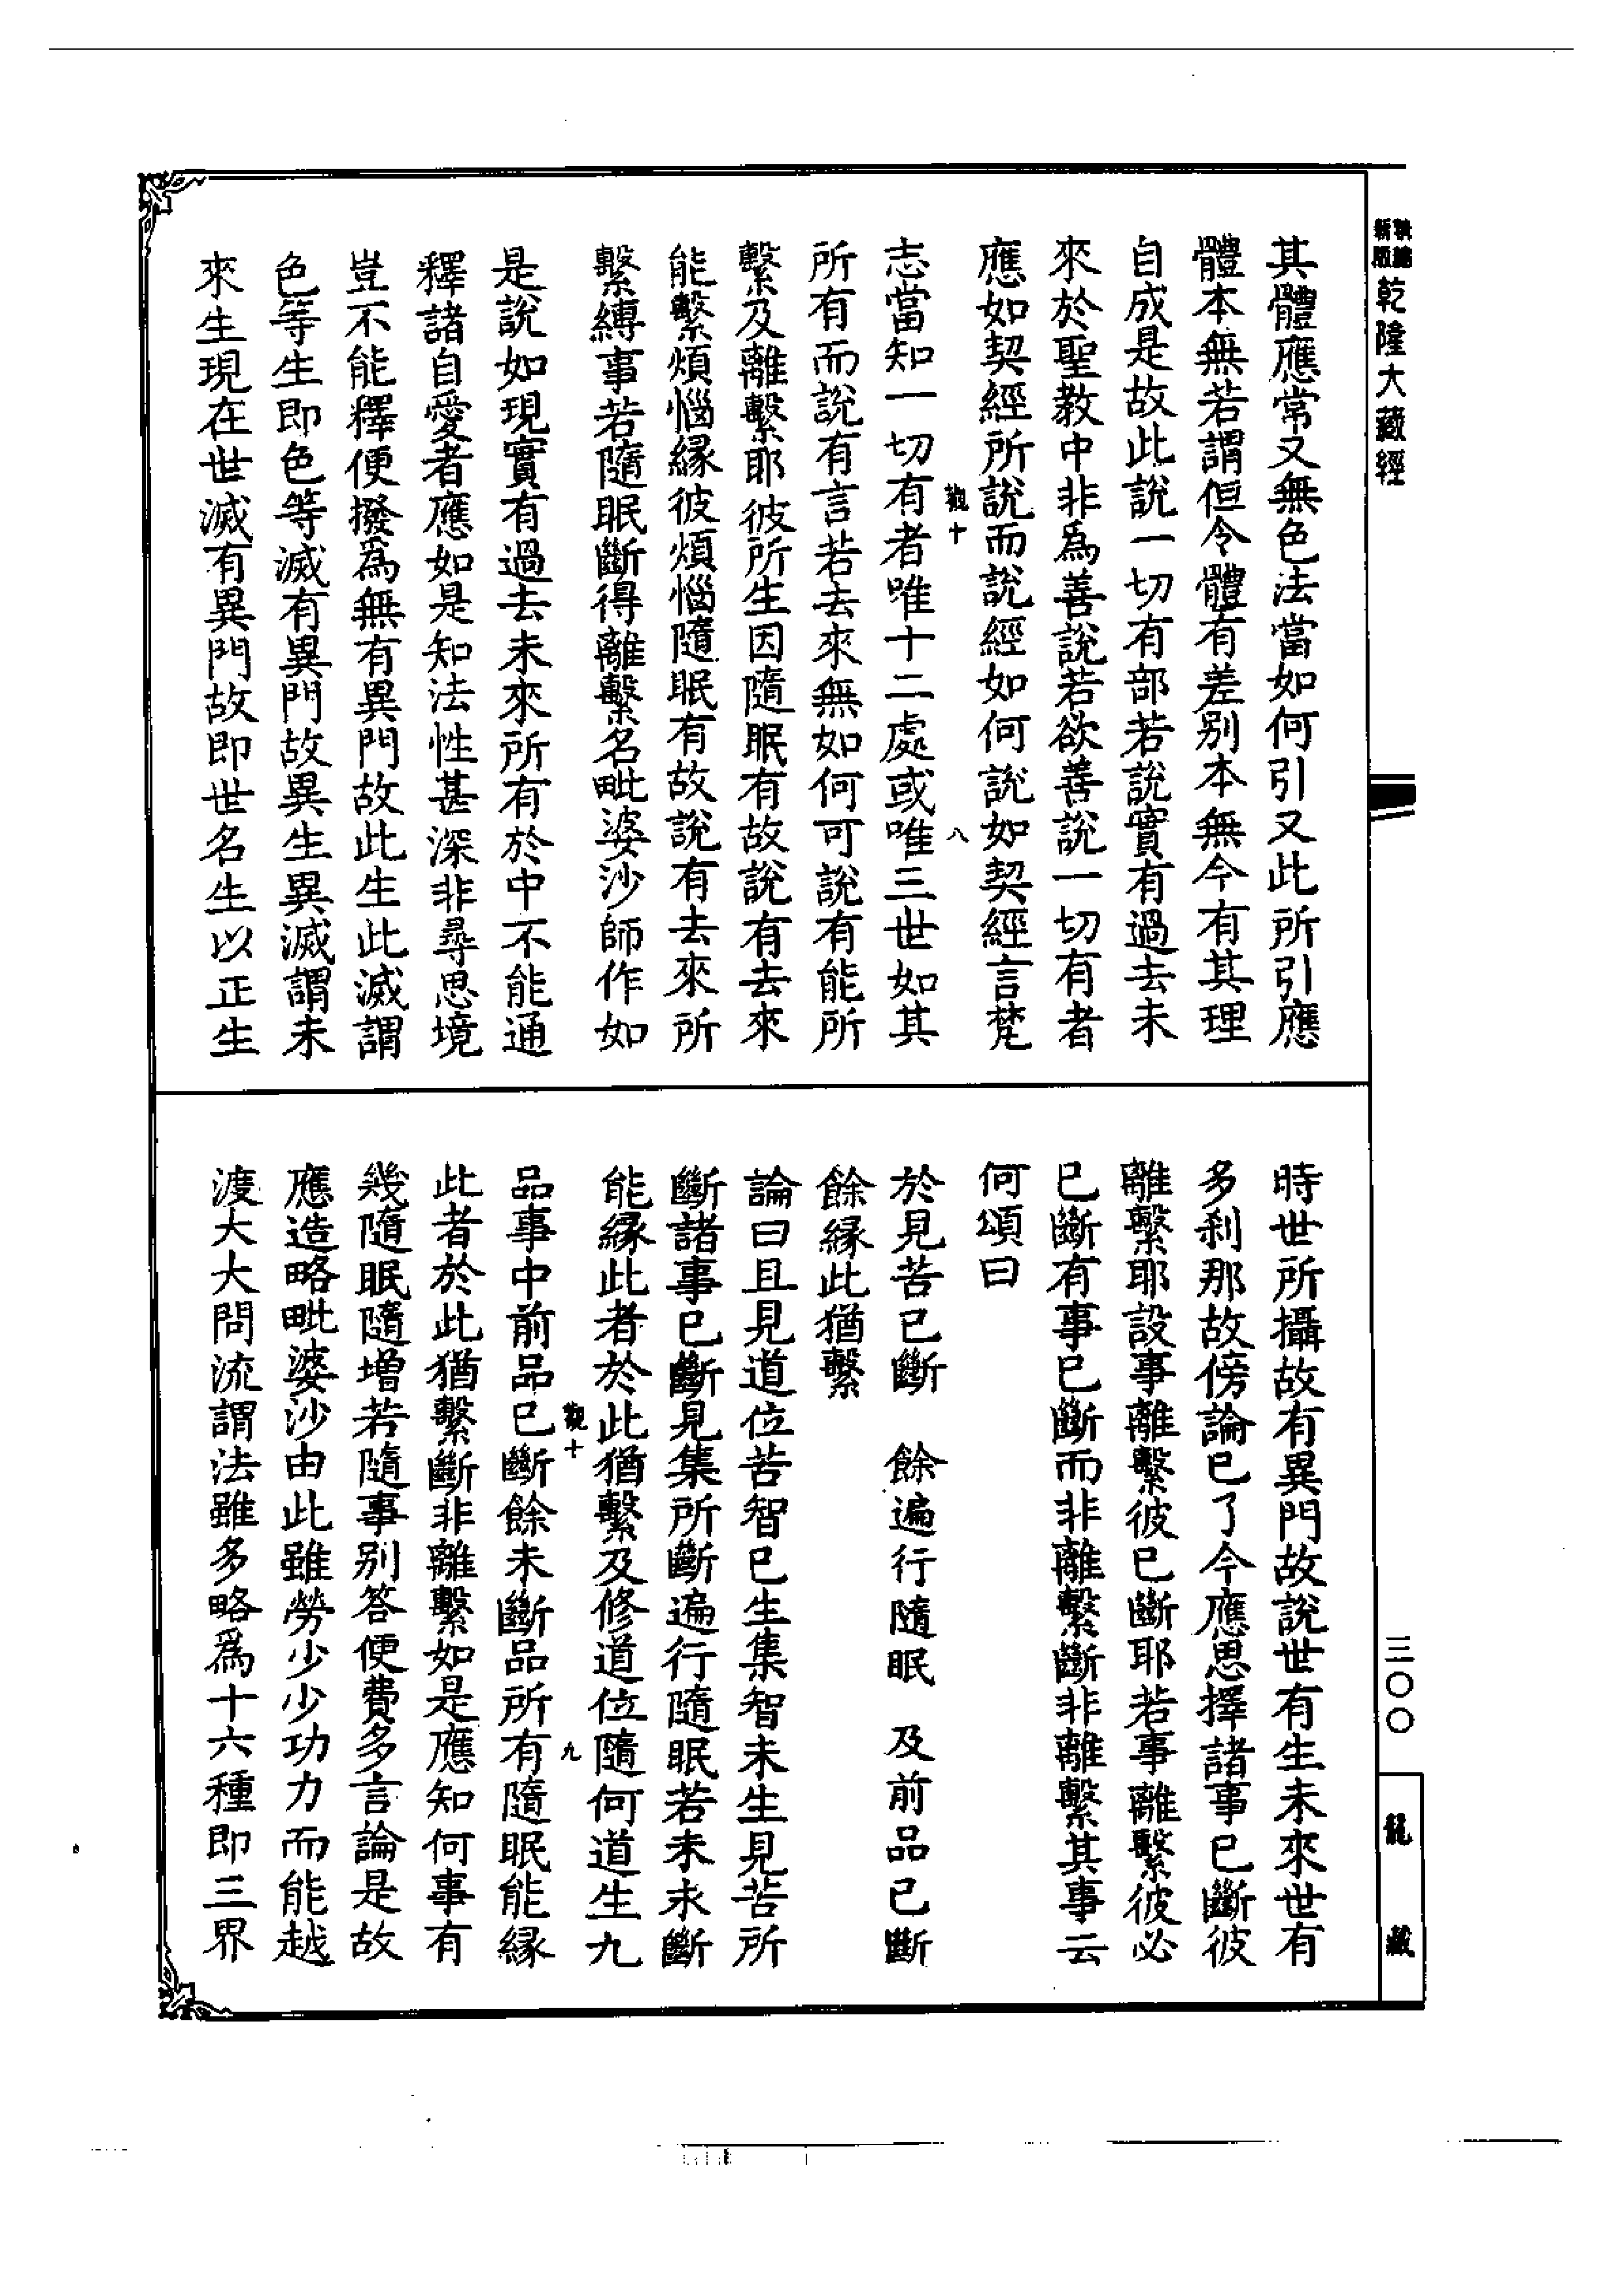 新版
乾隆大藏經
其體應常又無色法當如何引又此所引應
體本無若謂但令體有差别本無今有其理
自成是故此說一切有部若說實有過去未
來於聖教中非爲善說若欲善說一切有者
應如契經所說而說經如何說如契經言梵
觀十
八
志當知一切有者唯十二處或唯三世如其
所有而說有言若去來無如何可說有能所
繫及離繫耶彼所生因隨眠有故說有去來
能繫煩惱緣彼煩惱隨眠有故說有去來所
繫縛事若隨眠斷得離繫名毗婆沙師作如
是說如現實有過去未來所有於中不能通
釋諸自愛者應如是知法性甚深非尋思境
豈不能釋便撥爲無有異門故此生此滅謂
色等生即色等滅有異門故異生異滅謂未
來生現在世滅有異門故即世名生以正生
時世所攝故有異門故說世有生未來世有
多刹那故傍論已了今應思擇諸事已斷彼
離繫耶設事離繫彼已斷耶若事離繫彼必
已斷有事已斷而非離繫斷非離繫其事云
何頌曰
於見苦已斷 餘遍行隨眠 及前品已斷
餘緣此猶繫
論曰且見道位苦智已生集智未生見苦所
斷諸事已斷見集所斷遍行隨眠若未永斷
能緣此者於此猶繫及修道位隨何道生九
觀十
九
品事中前品已斷餘未斷品所有隨眠能緣
此者於此猶繫斷非離繫如是應知何事有
幾隨眠隨增若隨事别答便費多言論是故
應造略毗婆沙由此雖勞少少功力而能越
渡大大問流謂法雖多略爲十六種即三界
三〇〇
龍藏